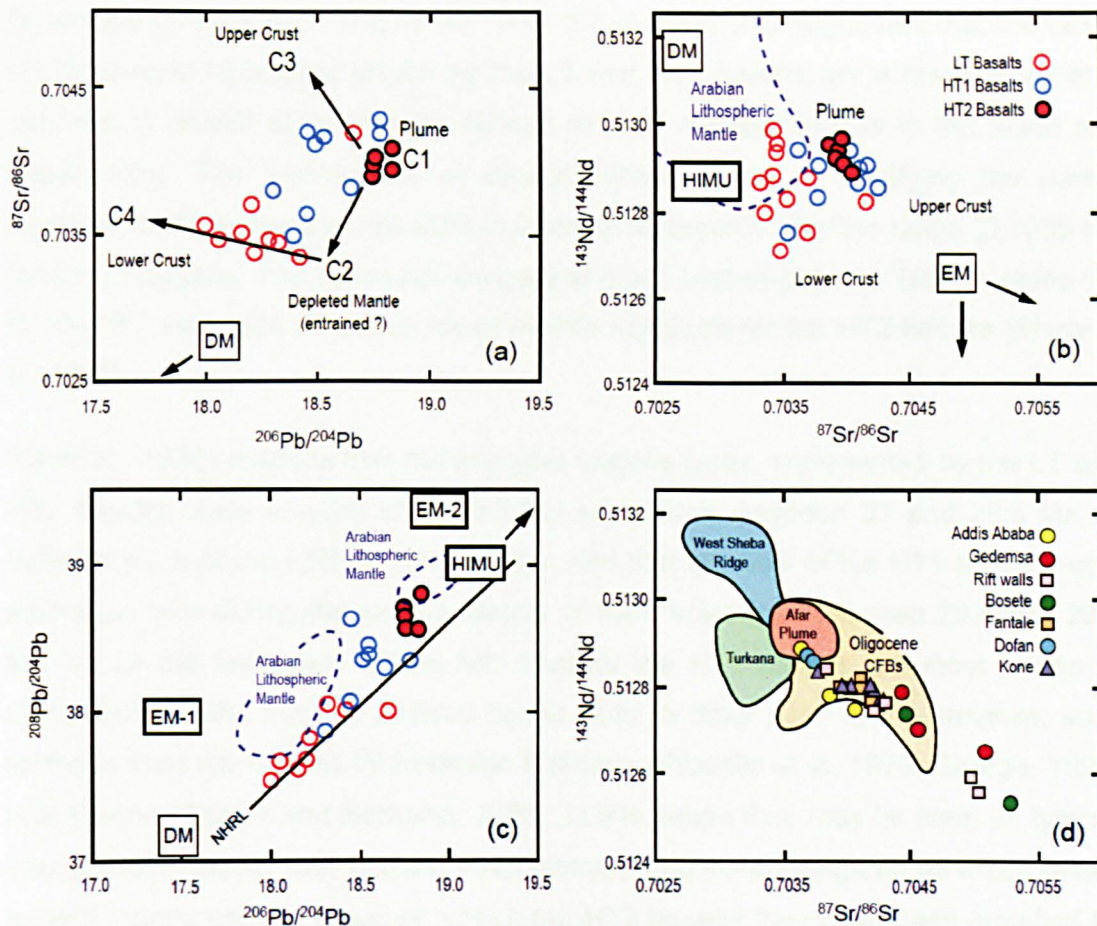 Upper Crust
C3
0.7045
Plume
C1
87Sr/86Sr
C4
0.7035
Lower Crust
C2
Depleted Mantle
(entrained ?)
DM
(a)
0.7025
17.5 18.0 18.5 19.0 19.5
206Pb/204Pb
0.5132
DM
LT Basalts
HT1 Basalts
HT2 Basalts
Arabian
Lithospheric
Mantle
Plume
0.5130
143Nd/144Nd
HIMU
0.5128
Upper Crust
Lower Crust
EM
0.5126
(b)
0.5124
0.7025 0.7035 0.7045 0.7055
87Sr/86Sr
EM-2
Arabian
Lithospheric
Mantle
HIMU
39
208Pb/204Pb
Arabian
Lithospheric
Mantle
EM-1
38
DM
NHRL
(c)
37
17.0 17.5 18.0 18.5 19.0 19.5
206Pb/204Pb
0.5132
West Sheba
Ridge
Addis Ababa
Gedemsa
Rift walls
Bosete
Fantale
Dofan
Kone
0.5130
Afar
Plume
Oligocene
CFBs
Turkana
143Nd/144Nd
0.5128
0.5126
(d)
0.5124
0.7025 0.7035 0.7045 0.7055
87Sr/86Sr